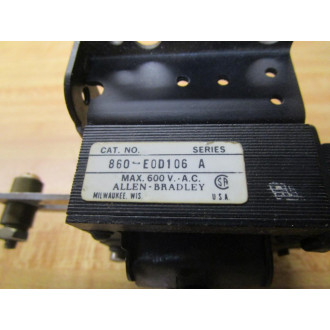 CAT. NO. SERIES
860-E0D106 A
MAX. 600 V.-A.C.
ALLEN-BRADLEY
MILWAUKEE, WIS. U.S.A.